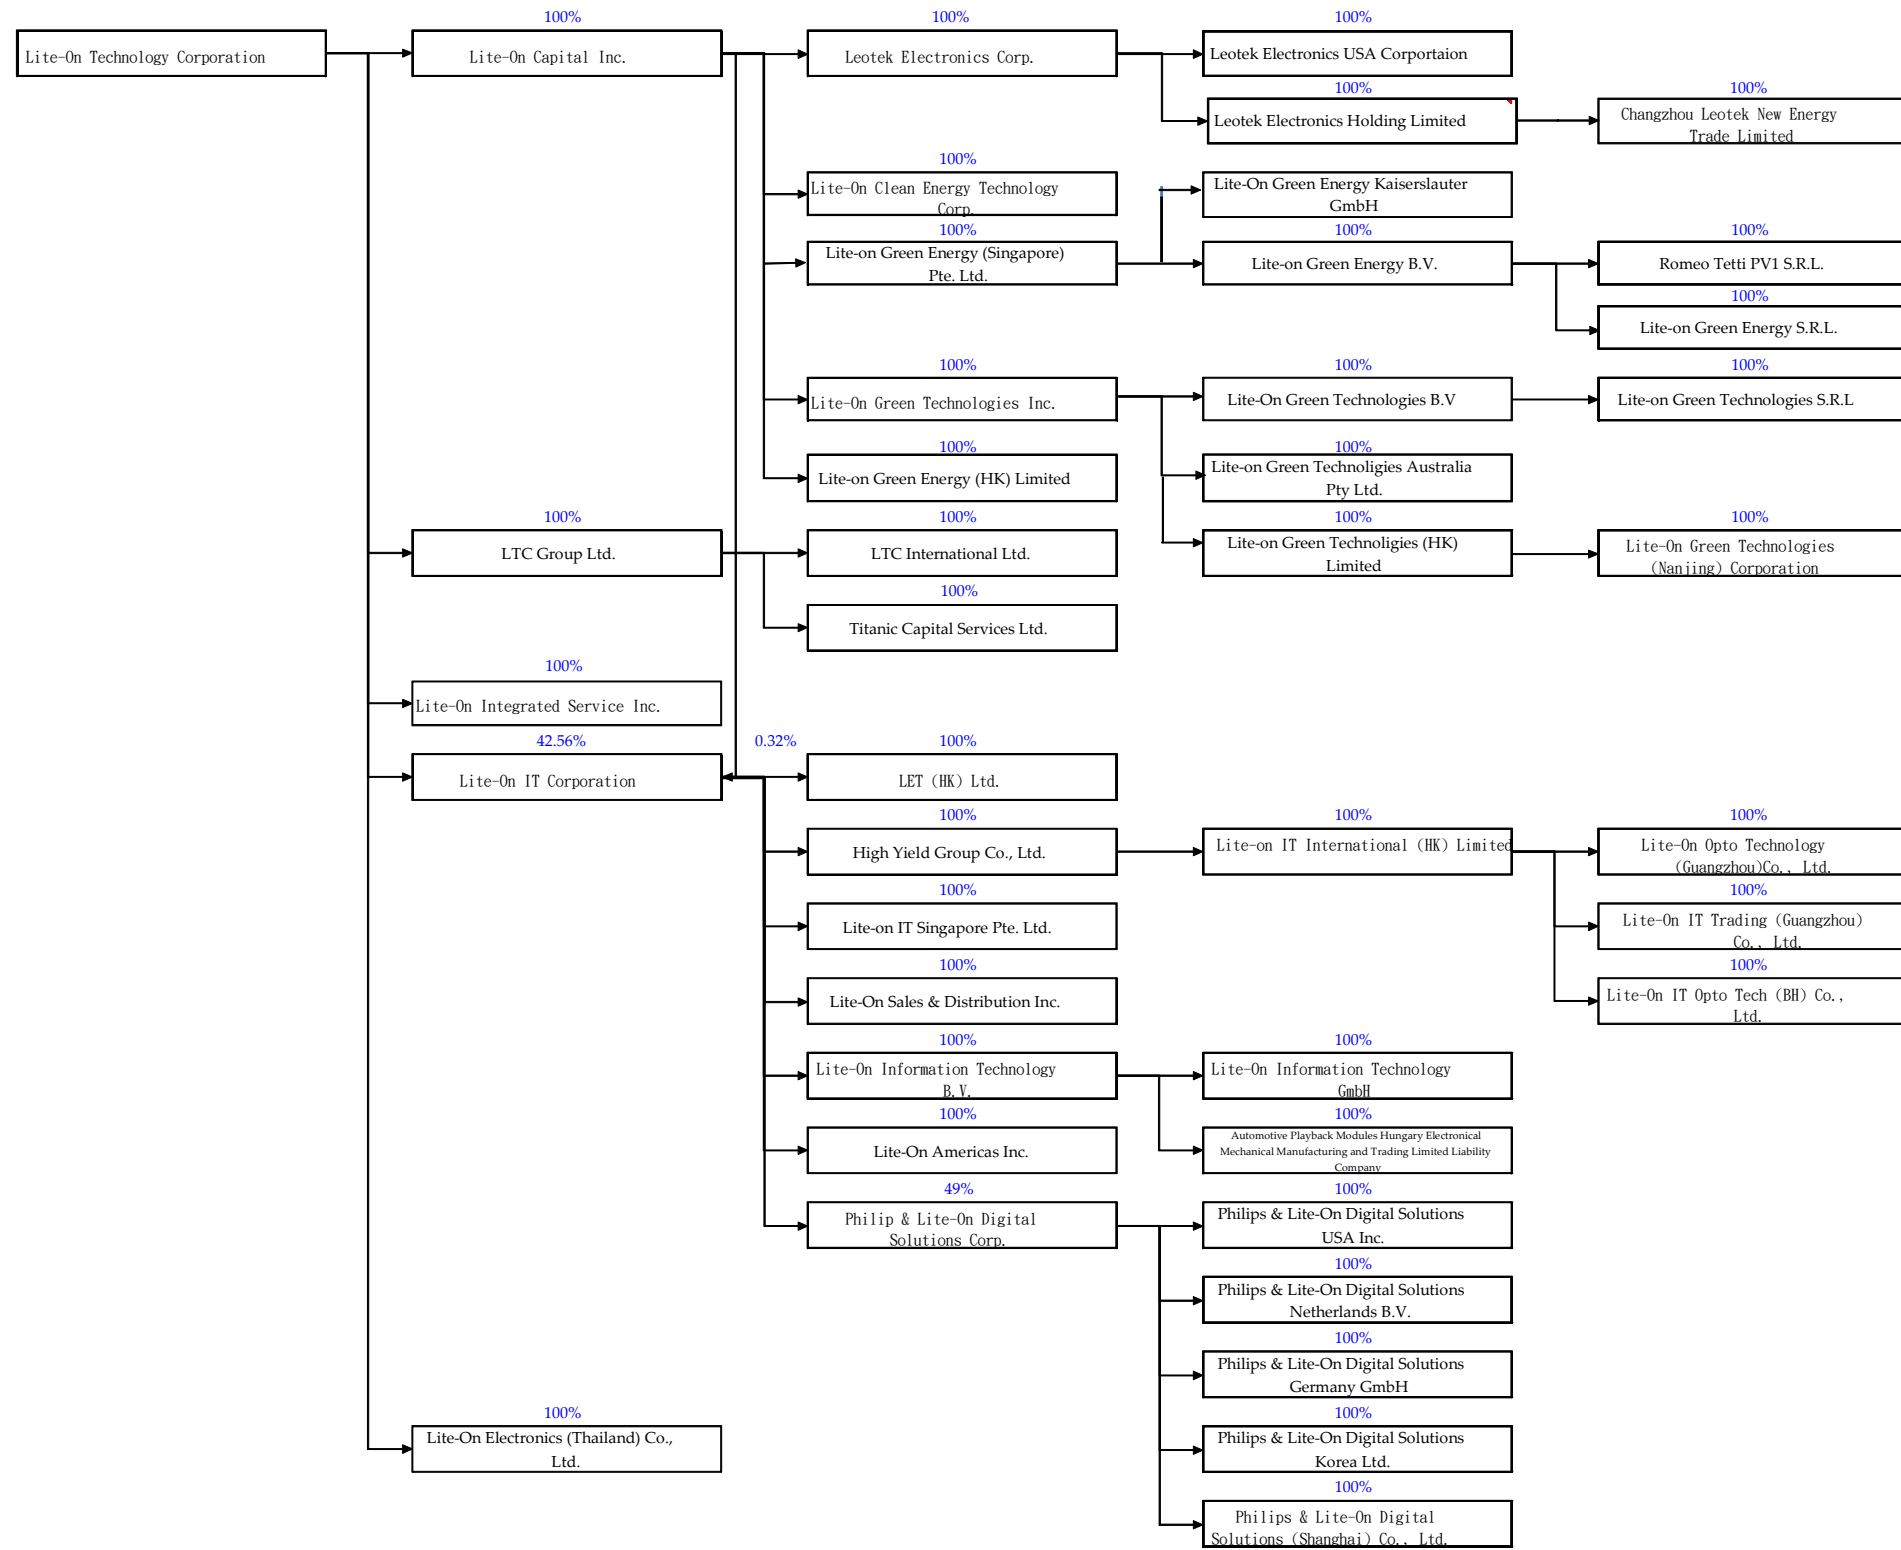 100%
100%
100%
Lite-On Technology Corporation
Lite-On Capital Inc.
Leotek Electronics Corp.
Leotek Electronics USA Corportaion
100%
100%
Leotek Electronics Holding Limited
Changzhou Leotek New Energy
Trade Limited
100%
Lite-On Clean Energy Technology
Corp.
Lite-On Green Energy Kaiserslauter
GmbH
100%
100%
100%
Lite-on Green Energy (Singapore)
Pte. Ltd.
Lite-on Green Energy B.V.
Romeo Tetti PV1 S.R.L.
100%
Lite-on Green Energy S.R.L.
100%
100%
100%
Lite-On Green Technologies Inc.
Lite-On Green Technologies B.V
Lite-on Green Technologies S.R.L
100%
100%
Lite-on Green Energy (HK) Limited
Lite-on Green Technoligies Australia
Pty Ltd.
100%
100%
100%
100%
LTC Group Ltd.
LTC International Ltd.
Lite-on Green Technoligies (HK)
Limited
Lite-On Green Technologies
(Nanjing) Corporation
100%
Titanic Capital Services Ltd.
100%
Lite-On Integrated Service Inc.
42.56%
0.32%
100%
Lite-On IT Corporation
LET (HK) Ltd.
100%
100%
100%
High Yield Group Co., Ltd.
Lite-on IT International (HK) Limited
Lite-On Opto Technology
(Guangzhou)Co., Ltd.
100%
100%
Lite-on IT Singapore Pte. Ltd.
Lite-On IT Trading (Guangzhou)
Co., Ltd.
100%
100%
Lite-On Sales & Distribution Inc.
Lite-On IT Opto Tech (BH) Co.,
Ltd.
100%
100%
Lite-On Information Technology
B.V.
Lite-On Information Technology
GmbH
100%
100%
Lite-On Americas Inc.
Automotive Playback Modules Hungary Electronical
Mechanical Manufacturing and Trading Limited Liability
Company
49%
100%
Philip & Lite-On Digital
Solutions Corp.
Philips & Lite-On Digital Solutions
USA Inc.
100%
Philips & Lite-On Digital Solutions
Netherlands B.V.
100%
Philips & Lite-On Digital Solutions
Germany GmbH
100%
100%
Lite-On Electronics (Thailand) Co.,
Ltd.
Philips & Lite-On Digital Solutions
Korea Ltd.
100%
Philips & Lite-On Digital
Solutions (Shanghai) Co., Ltd.